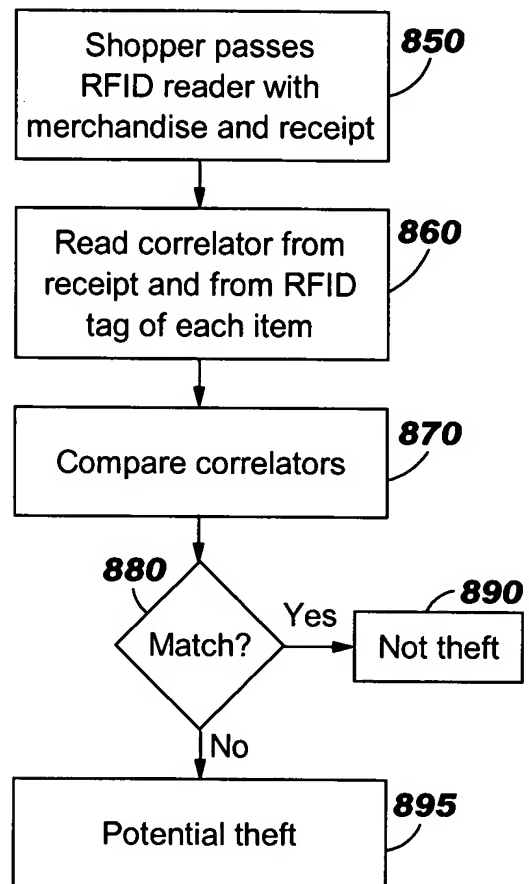 Shopper passes
RFID reader with
merchandise and receipt
850
Read correlator from
receipt and from RFID
tag of each item
860
Compare correlators
870
880
Match?
Yes
890
Not theft
No
Potential theft
895